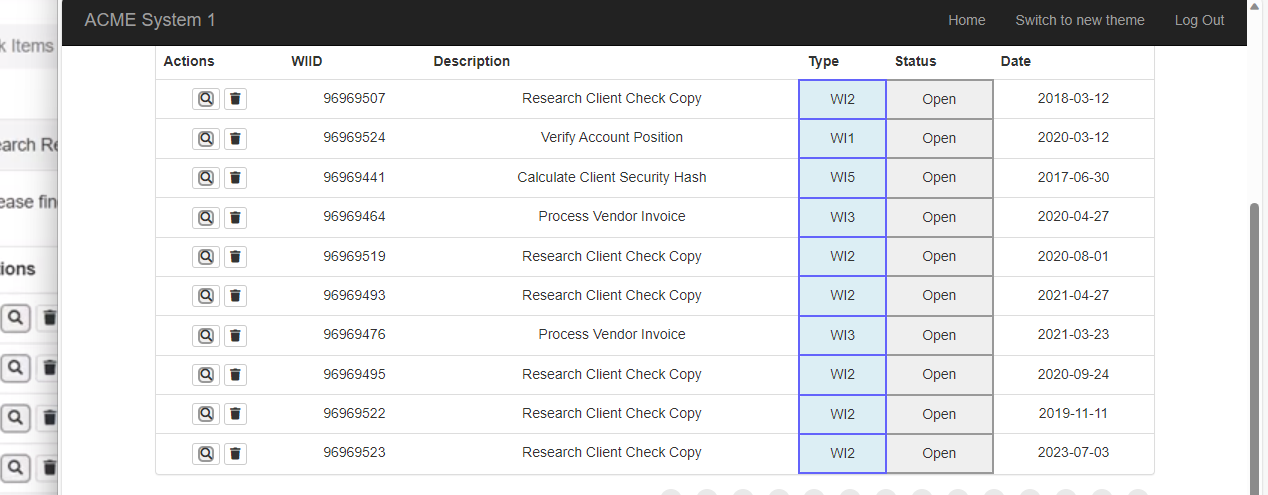 ACME System 1 Home Switch to new theme Log Out
k Items
earch Re
ease fin
ions
Actions WIID Description Type Status Date
96969507 Research Client Check Copy WI2 Open 2018-03-12
96969524 Verify Account Position WI1 Open 2020-03-12
96969441 Calculate Client Security Hash WI5 Open 2017-06-30
96969464 Process Vendor Invoice WI3 Open 2020-04-27
96969519 Research Client Check Copy WI2 Open 2020-08-01
96969493 Research Client Check Copy WI2 Open 2021-04-27
96969476 Process Vendor Invoice WI3 Open 2021-03-23
96969495 Research Client Check Copy WI2 Open 2020-09-24
96969522 Research Client Check Copy WI2 Open 2019-11-11
96969523 Research Client Check Copy WI2 Open 2023-07-03